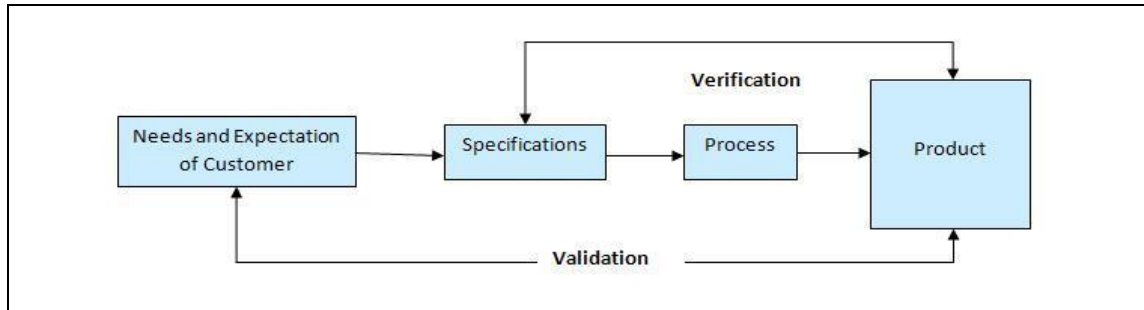 Verification
Needs and Expectation
of Customer
Specifications
Process
Product
Validation